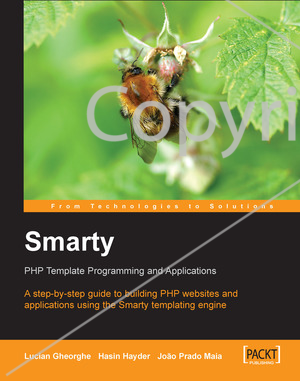 Copyri
From Technologies to Solutions
Smarty
PHP Template Programming and Applications
A step-by-step guide to building PHP websites and
applications using the Smarty templating engine
Lucian Gheorghe Hasin Hayder João Prado Maia
PACKT
PUBLISHING